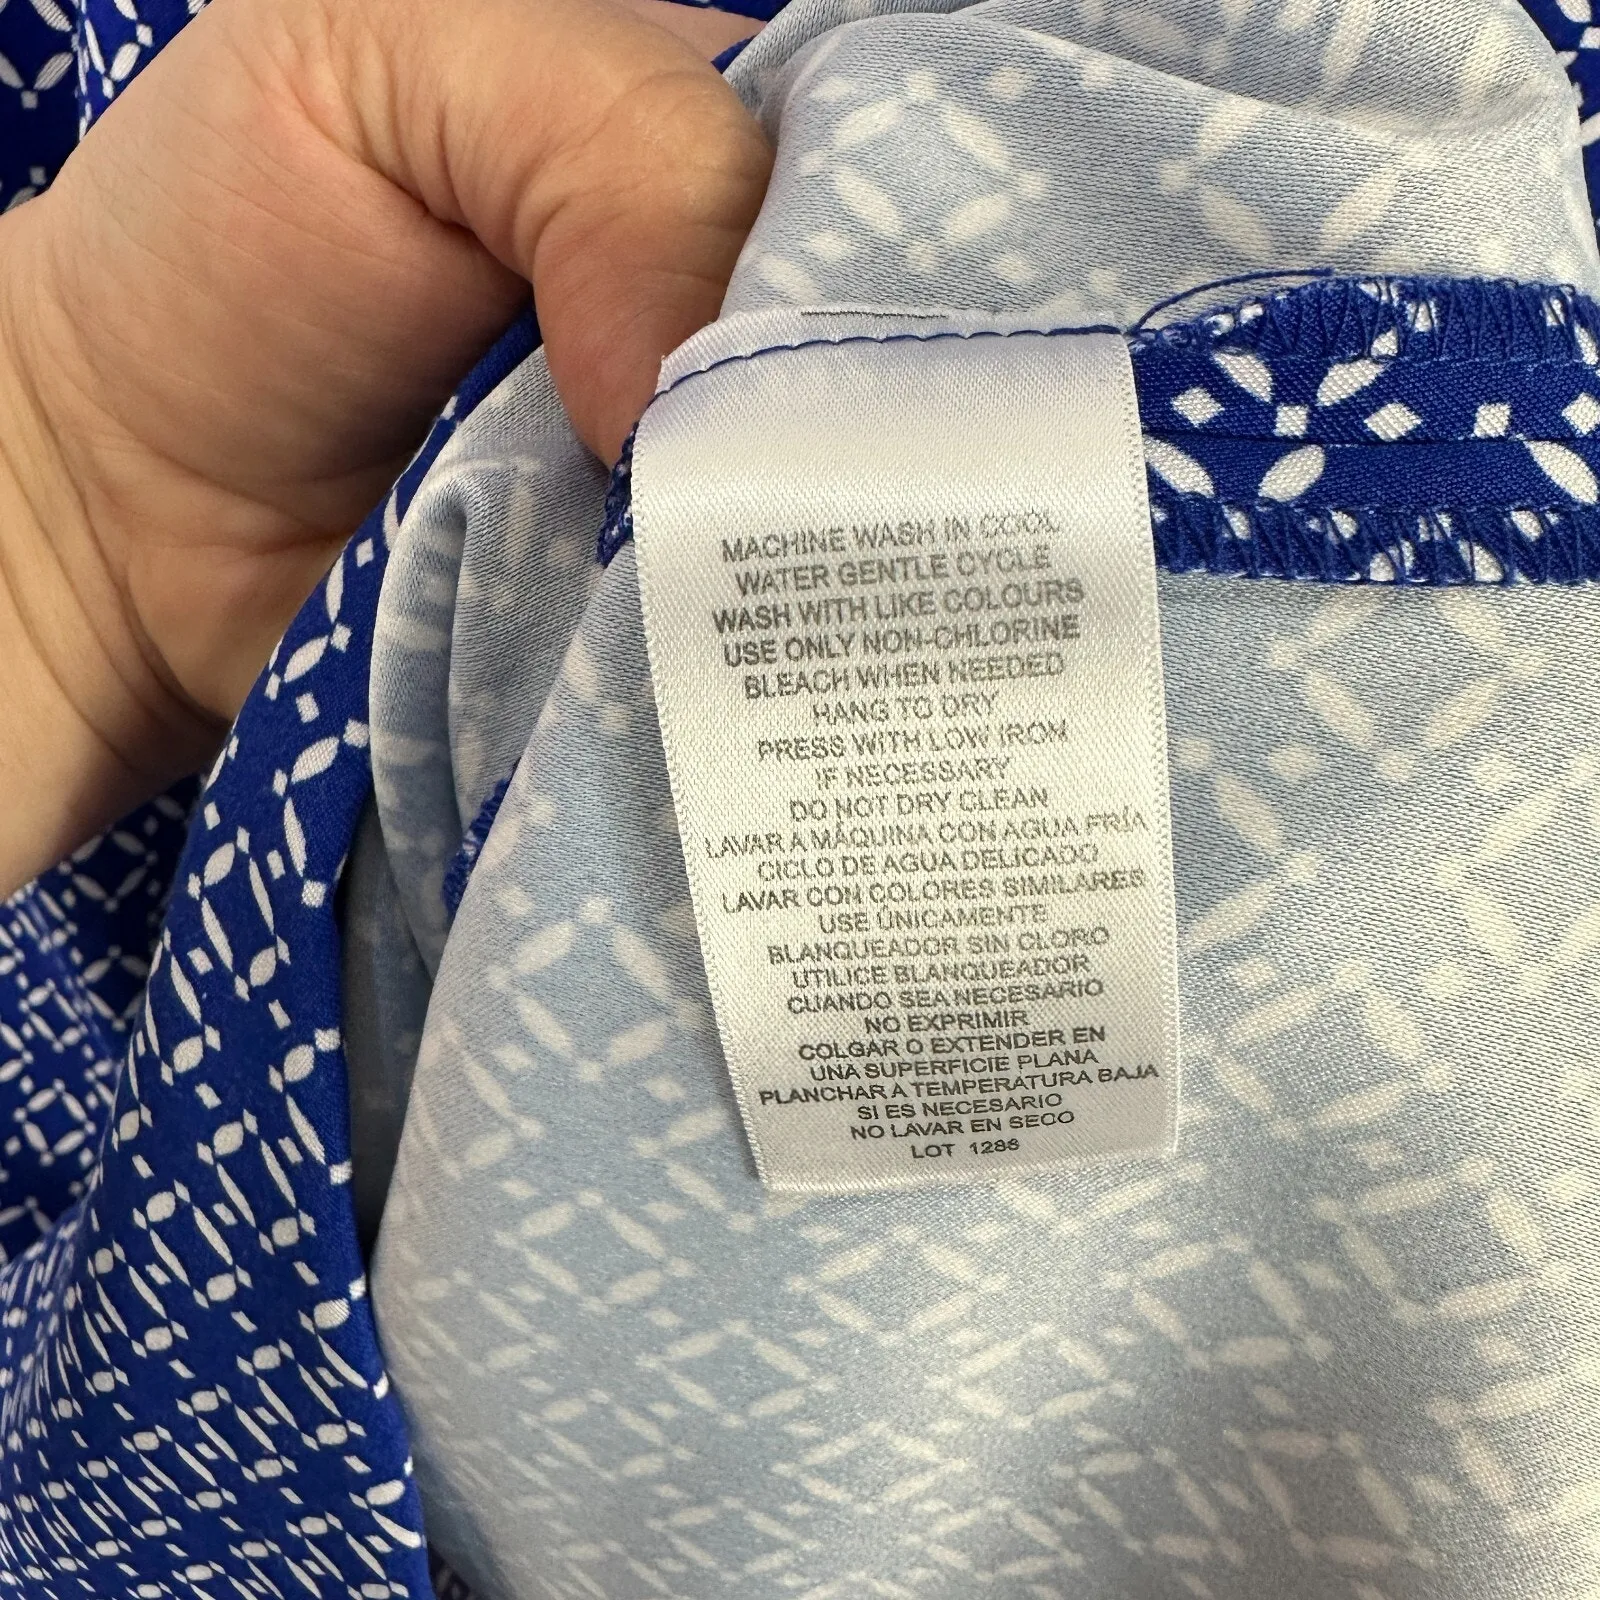 MACHINE WASH IN COOL
WATER GENTLE CYCLE
WASH WITH LIKE COLOURS
USE ONLY NON-CHLORINE
BLEACH WHEN NEEDED
HANG TO DRY
PRESS WITH LOW IRON
IF NECESSARY
DO NOT DRY CLEAN
LAVAR A MÁQUINA CON AGUA FRÍA
CICLO DE AGUA DELICADO
LAVAR CON COLORES SIMILARES
USE ÚNICAMENTE
BLANQUEADOR SIN CLORO
UTILICE BLANQUEADOR
CUANDO SEA NECESARIO
NO EXPRIMIR
COLGAR O EXTENDER EN
UNA SUPERFICIE PLANA
PLANCHAR A TEMPERATURA BAJA
SI ES NECESARIO
NO LAVAR EN SECO
LOT 1288